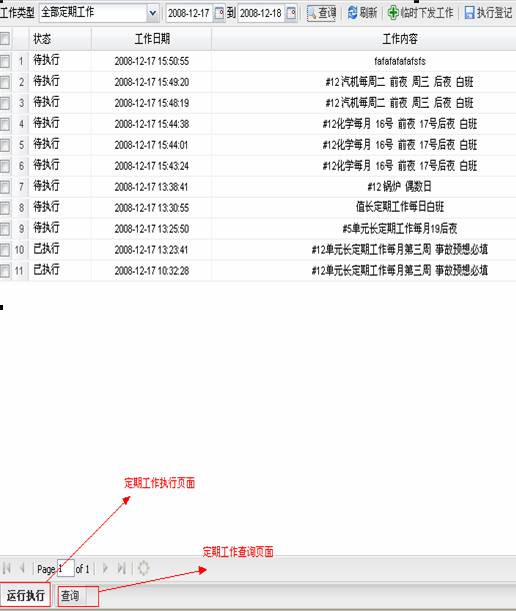 工作类型 全部定期工作 2008-12-17 到 2008-12-18 查询 刷新 临时下发工作 执行登记
状态 工作日期 工作内容
1 待执行 2008-12-17 15:50:55 fafafafafafsfs
2 待执行 2008-12-17 15:49:20 #12 汽机每周二 前夜 周三 后夜 白班
3 待执行 2008-12-17 15:48:19 #12 汽机每周二 前夜 周三 后夜 白班
4 待执行 2008-12-17 15:44:38 #12化学每月 16号 前夜 17号后夜 白班
5 待执行 2008-12-17 15:44:01 #12化学每月 16号 前夜 17号后夜 白班
6 待执行 2008-12-17 15:43:24 #12化学每月 16号 前夜 17号后夜 白班
7 待执行 2008-12-17 13:38:41 #12 锅炉 偶数日
8 待执行 2008-12-17 13:30:55 值长定期工作每日白班
9 待执行 2008-12-17 13:25:50 #5单元长定期工作每月19后夜
10 已执行 2008-12-17 13:23:41 #12单元长定期工作每月第三周 事故预想必填
11 已执行 2008-12-17 10:32:28 #12单元长定期工作每月第三周 事故预想必填
定期工作执行页面
定期工作查询页面
Page 1 of 1
运行执行 查询